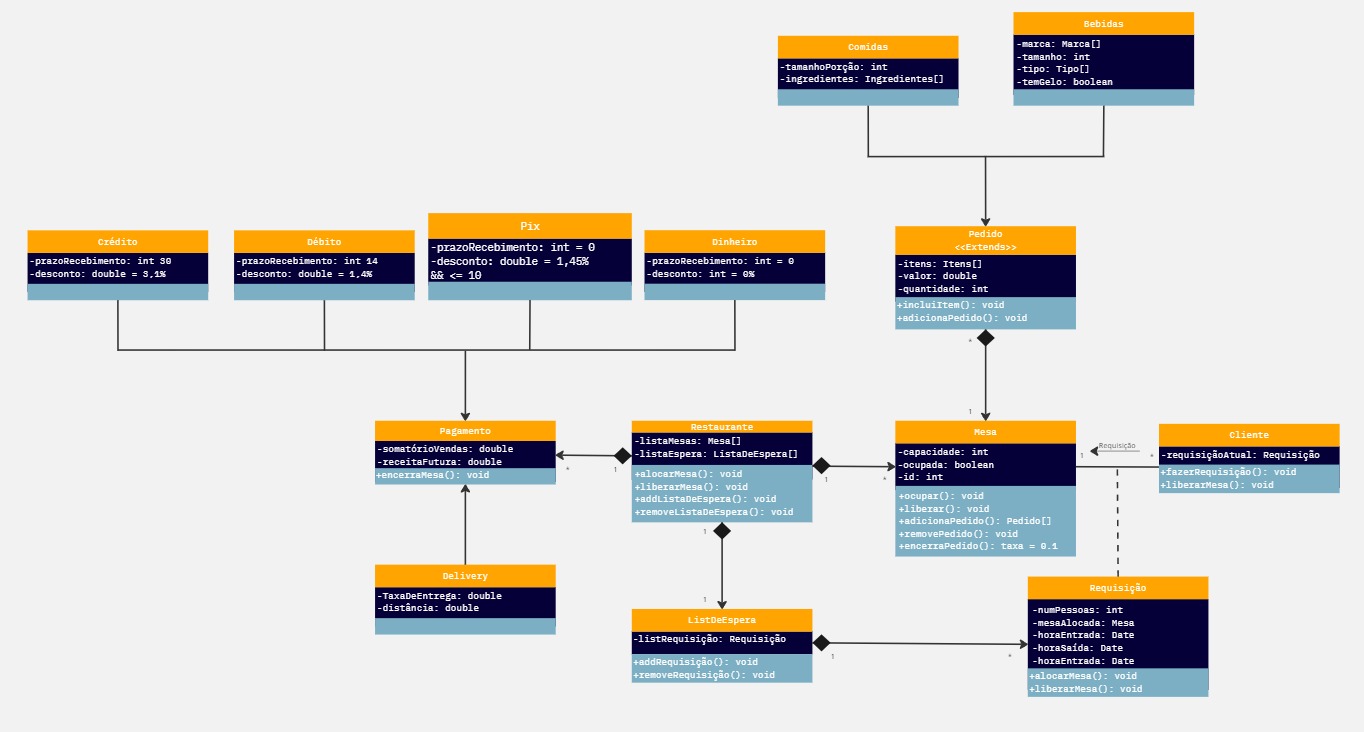 Bebidas
-marca: Marca[]
-tamanho: int
-tipo: Tipo[]
-temGelo: boolean
Comidas
-tamanhoPorção: int
-ingredientes: Ingredientes[]
Crédito
-prazoRecebimento: int 30
-desconto: double = 3,1%
Débito
-prazoRecebimento: int 14
-desconto: double = 1,4%
Pix
-prazoRecebimento: int = 0
-desconto: double = 1,45%
&& <= 10
Dinheiro
-prazoRecebimento: int = 0
-desconto: int = 0%
Pedido
<<Extends>>
-itens: Itens[]
-valor: double
-quantidade: int
+incluiItem(): void
+adicionaPedido(): void
*
1
Pagamento
-somatórioVendas: double
-receitaFutura: double
+encerraMesa(): void
*
1
Restaurante
-listaMesas: Mesa[]
-listaEspera: ListaDeEspera[]
+alocarMesa(): void
+liberarMesa(): void
+addListaDeEspera(): void
+removeListaDeEspera(): void
1
*
Mesa
-capacidade: int
-ocupada: boolean
-id: int
+ocupar(): void
+liberar(): void
+adicionaPedido(): Pedido[]
+removePedido(): void
+encerraPedido(): taxa = 0.1
1
Requisição
*
Cliente
-requisiçãoAtual: Requisição
+fazerRequisição(): void
+liberarMesa(): void
1
1
Delivery
-TaxaDeEntrega: double
-distância: double
ListDeEspera
-listRequisição: Requisição
+addRequisição(): void
+removeRequisição(): void
1
*
Requisição
-numPessoas: int
-mesaAlocada: Mesa
-horaEntrada: Date
-horaSaída: Date
-horaEntrada: Date
+alocarMesa(): void
+liberarMesa(): void